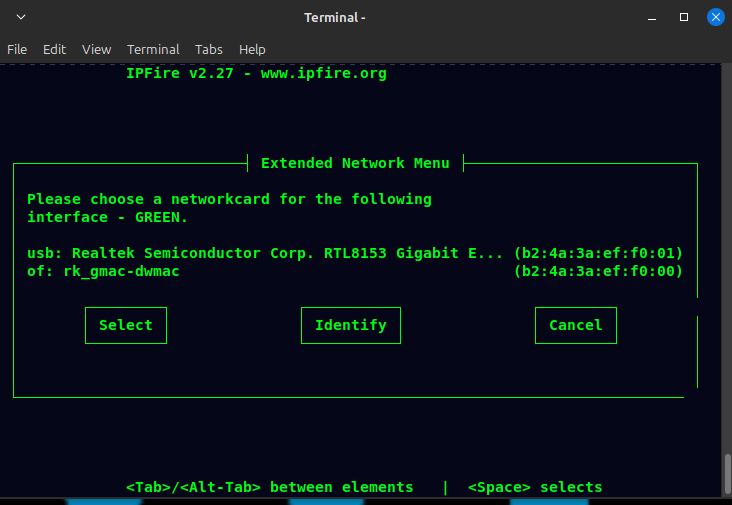 Terminal -
File Edit View Terminal Tabs Help
IPFire v2.27 - www.ipfire.org
Extended Network Menu
Please choose a networkcard for the following
interface - GREEN.
usb: Realtek Semiconductor Corp. RTL8153 Gigabit E... (b2:4a:3a:ef:f0:01)
of: rk_gmac-dwmac (b2:4a:3a:ef:f0:00)
Select Identify Cancel
<Tab>/<Alt-Tab> between elements | <Space> selects